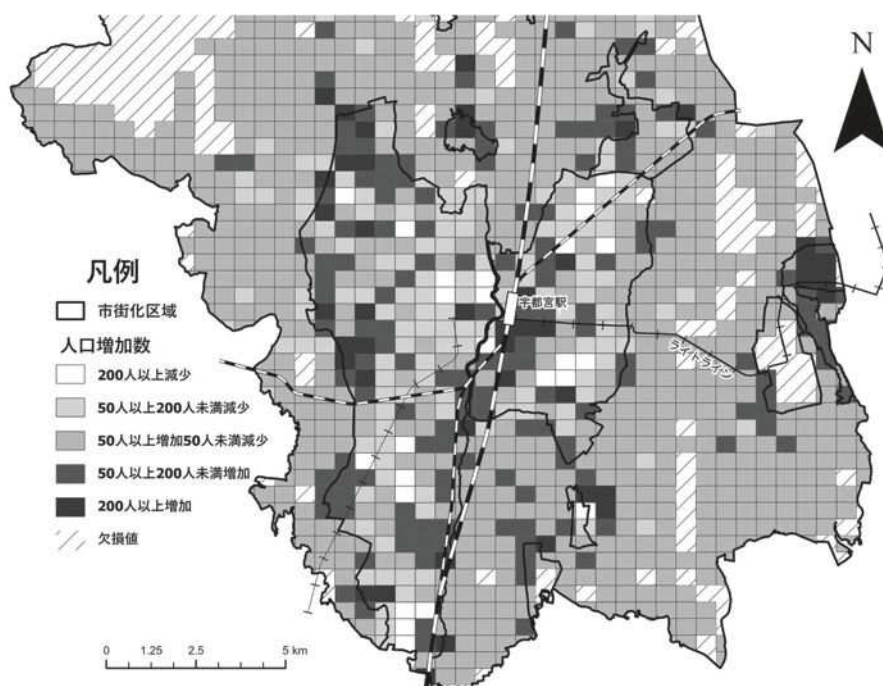 N
宇都宮駅
ライトライン
凡例
市街化区域
人口増加数
200人以上減少
50人以上200人未満減少
50人以上増加50人未満減少
50人以上200人未満増加
200人以上増加
欠損値
0 1.25 2.5 5 km